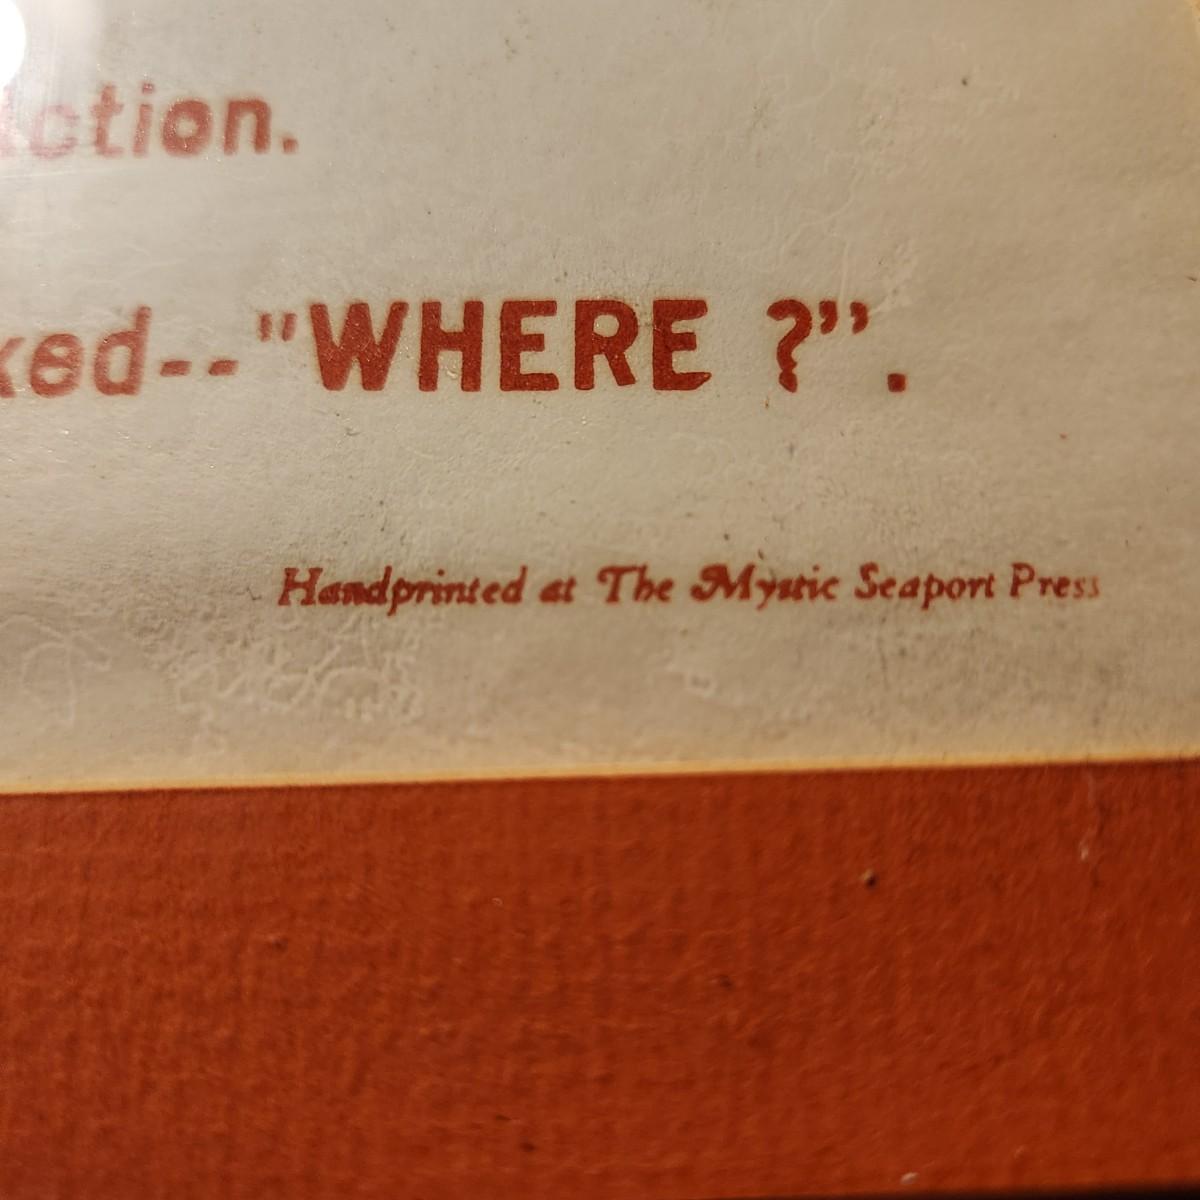 ction.
ked--"WHERE ?”.
Handprinted at The Mystic Seaport Press